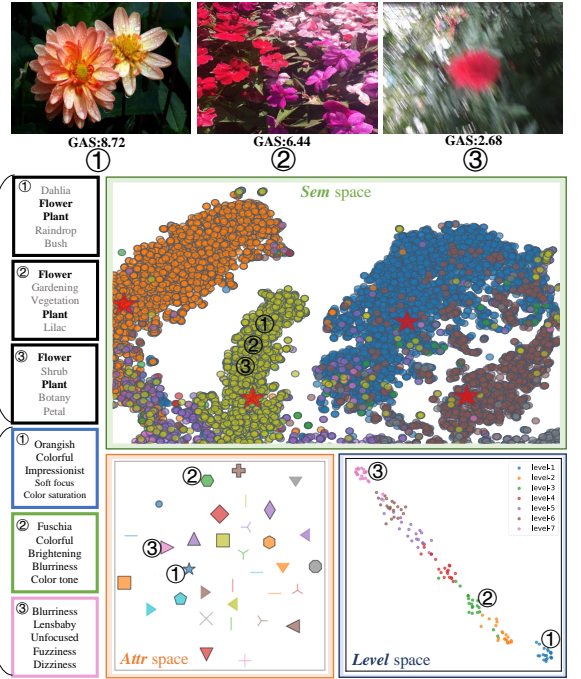 GAS:8.72
GAS:6.44
GAS:2.68
① ② ③
①
Dahlia
Flower
Plant
Raindrop
Bush
②
Flower
Gardening
Vegetation
Plant
Lilac
③
Flower
Shrub
Plant
Botany
Petal
Sem space
①
②
③
①
Orangish
Colorful
Impressionist
Soft focus
Color saturation
②
Fuschia
Colorful
Brightening
Blurriness
Color tone
③
Blurriness
Lensbaby
Unfocused
Fuzziness
Dizziness
②
③
①
Attr space
③
level-1
level-2
level-3
level-4
level-5
level-6
level-7
②
①
Level space